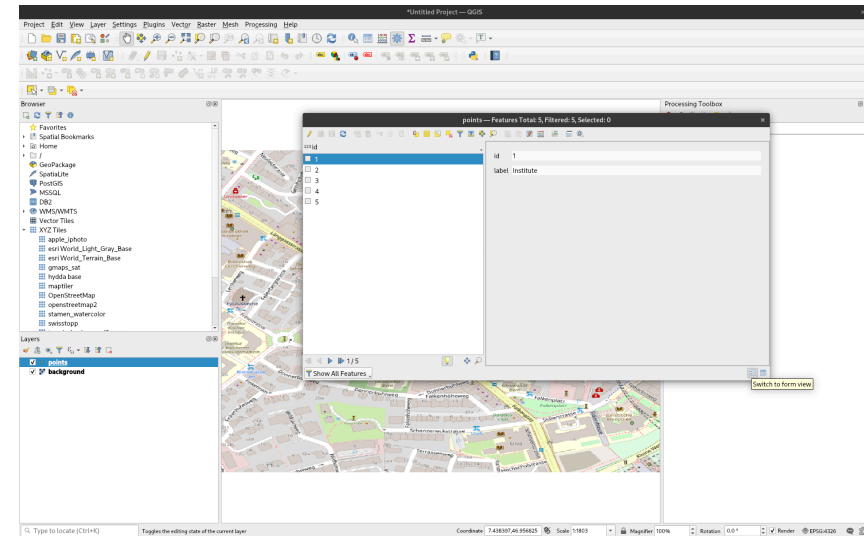 *Untitled Project — QGIS
Project Edit View Layer Settings Plugins Vector Raster Mesh Processing Help
Browser
Favorites
Spatial Bookmarks
Home
/
GeoPackage
SpatiaLite
PostGIS
MSSQL
DB2
WMS/WMTS
Vector Tiles
XYZ Tiles
apple_iphoto
esri World_Light_Gray_Base
esri World_Terrain_Base
gmaps_sat
hydda base
maptiler
OpenStreetMap
openstreetmap2
stamen_watercolor
swisstopp
Layers
points
background
Processing Toolbox
points — Features Total: 5, Filtered: 5, Selected: 0
123 id
1
2
3
4
5
id 1
label Institute
1 / 5
Show All Features
Switch to form view
Falkenhöheweg
Falkenplatz
Schanzeneckstrasse
Type to locate (Ctrl+K)
Toggles the editing state of the current layer
Coordinate 7.438397,46.956825
Scale 1:1803
Magnifier 100%
Rotation 0.0 °
Render
EPSG:4326